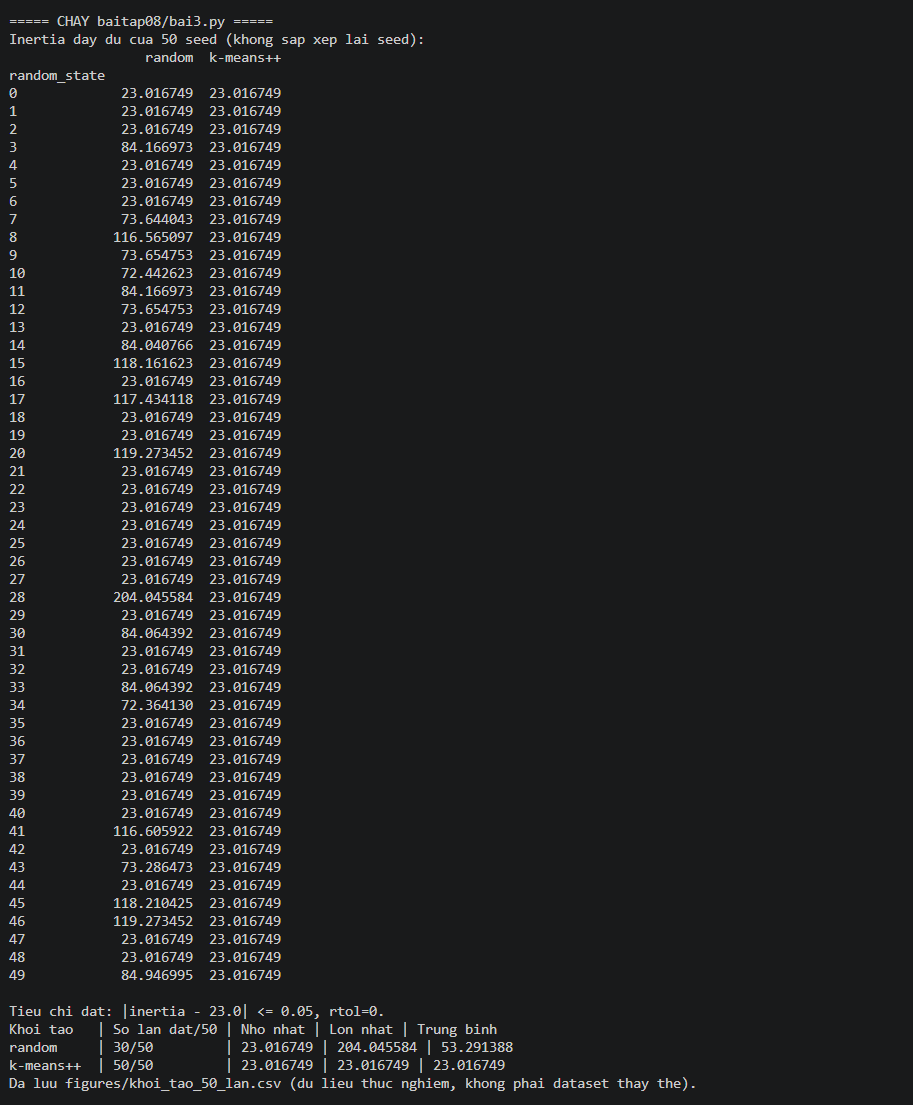 ===== CHAY baitap08/bai3.py =====
Inertia day du cua 50 seed (khong sap xep lai seed):
                 random  k-means++
random_state
0             23.016749  23.016749
1             23.016749  23.016749
2             23.016749  23.016749
3             84.166973  23.016749
4             23.016749  23.016749
5             23.016749  23.016749
6             23.016749  23.016749
7             73.644043  23.016749
8            116.565097  23.016749
9             73.654753  23.016749
10            72.442623  23.016749
11            84.166973  23.016749
12            73.654753  23.016749
13            23.016749  23.016749
14            84.040766  23.016749
15           118.161623  23.016749
16            23.016749  23.016749
17           117.434118  23.016749
18            23.016749  23.016749
19            23.016749  23.016749
20           119.273452  23.016749
21            23.016749  23.016749
22            23.016749  23.016749
23            23.016749  23.016749
24            23.016749  23.016749
25            23.016749  23.016749
26            23.016749  23.016749
27            23.016749  23.016749
28           204.045584  23.016749
29            23.016749  23.016749
30            84.064392  23.016749
31            23.016749  23.016749
32            23.016749  23.016749
33            84.064392  23.016749
34            72.364130  23.016749
35            23.016749  23.016749
36            23.016749  23.016749
37            23.016749  23.016749
38            23.016749  23.016749
39            23.016749  23.016749
40            23.016749  23.016749
41           116.605922  23.016749
42            23.016749  23.016749
43            73.286473  23.016749
44            23.016749  23.016749
45           118.210425  23.016749
46           119.273452  23.016749
47            23.016749  23.016749
48            23.016749  23.016749
49            84.946995  23.016749
Tieu chi dat: |inertia - 23.0| <= 0.05, rtol=0.
Khoi tao   | So lan dat/50 | Nho nhat | Lon nhat | Trung binh
random     | 30/50         | 23.016749 | 204.045584 | 53.291388
k-means++  | 50/50         | 23.016749 | 23.016749 | 23.016749
Da luu figures/khoi_tao_50_lan.csv (du lieu thuc nghiem, khong phai dataset thay the).